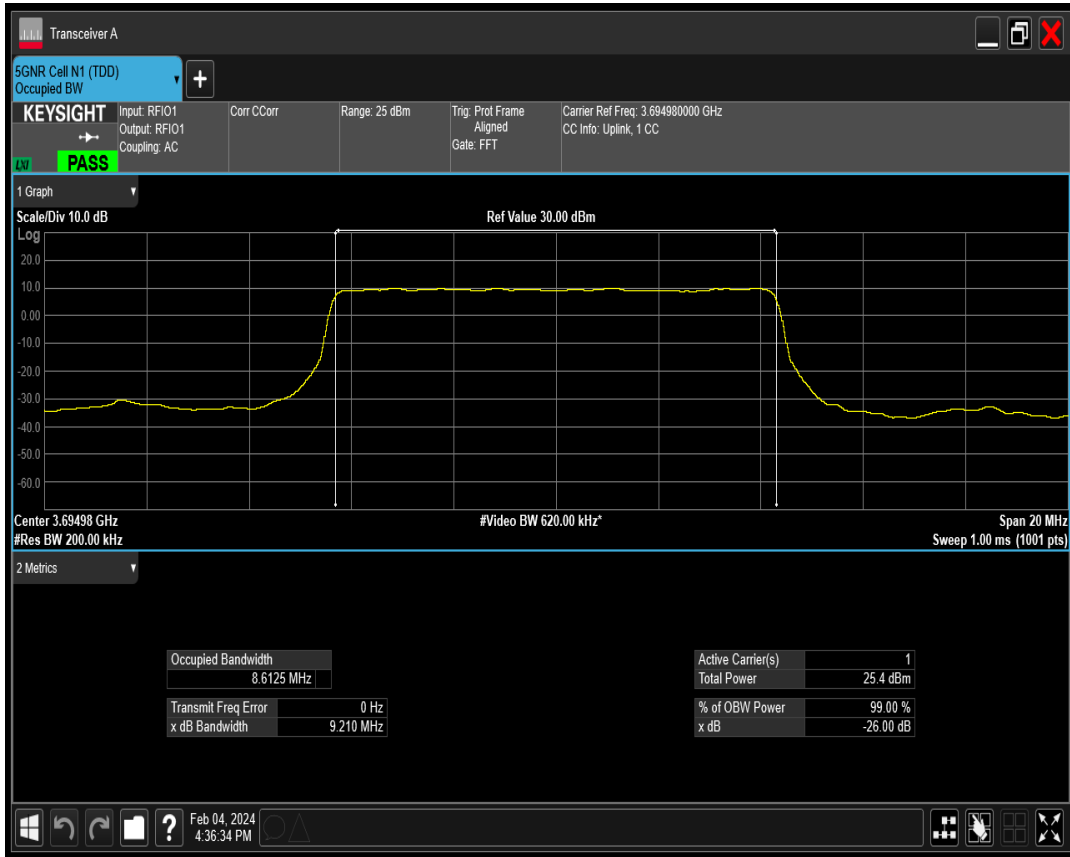 Transceiver A
5GNR Cell N1 (TDD)
Occupied BW
KEYSIGHT
LXI
PASS
Input: RFIO1
Output: RFIO1
Coupling: AC
Corr CCorr
Range: 25 dBm
Trig: Prot Frame
Aligned
Gate: FFT
Carrier Ref Freq: 3.694980000 GHz
CC Info: Uplink, 1 CC
1 Graph
Scale/Div 10.0 dB
Ref Value 30.00 dBm
Log
20.0
10.0
0.00
-10.0
-20.0
-30.0
-40.0
-50.0
-60.0
Center 3.69498 GHz
#Video BW 620.00 kHz*
Span 20 MHz
#Res BW 200.00 kHz
Sweep 1.00 ms (1001 pts)
2 Metrics
Occupied Bandwidth
8.6125 MHz
Transmit Freq Error 0 Hz
x dB Bandwidth 9.210 MHz
Active Carrier(s) 1
Total Power 25.4 dBm
% of OBW Power 99.00 %
x dB -26.00 dB
?
Feb 04, 2024
4:36:34 PM